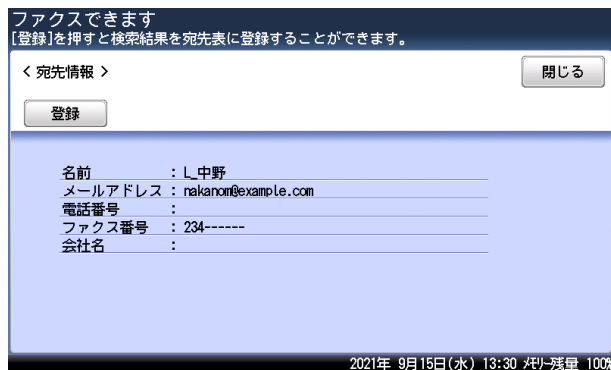 ファクスできます
[登録]を押すと検索結果を宛先表に登録することができます。
< 宛先情報 >
閉じる
登録
名前 : L_中野
メールアドレス : nakanom@example.com
電話番号 :
ファクス番号 : 234------
会社名 :
2021年 9月15日(水) 13:30 メモリー残量 100%